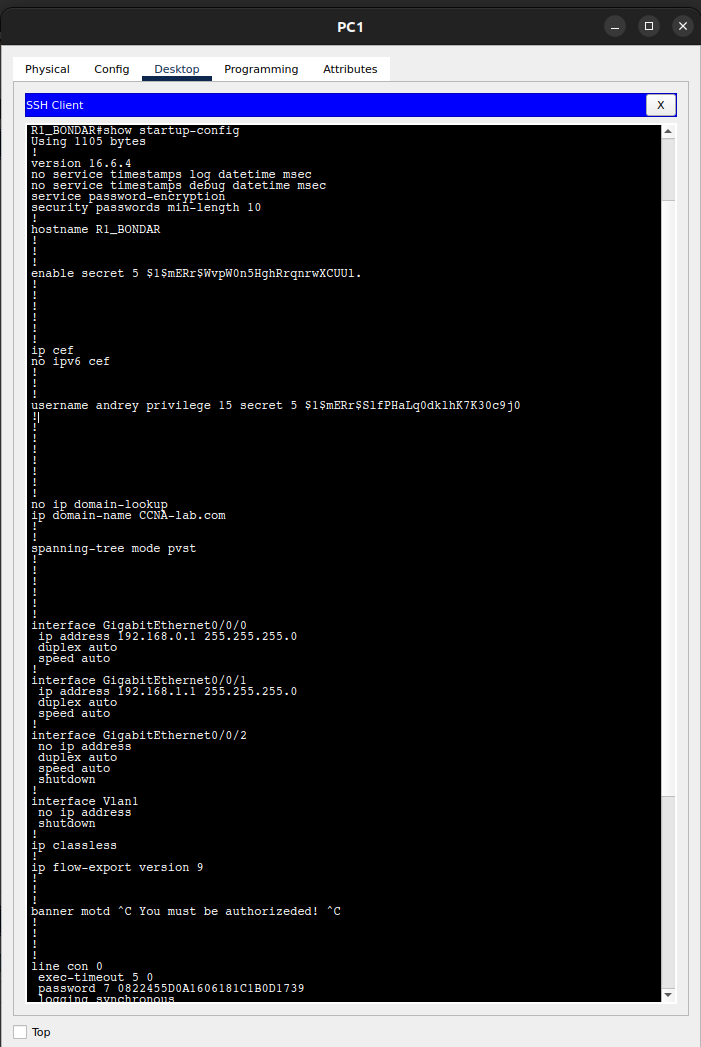 PC1
Physical Config Desktop Programming Attributes
SSH Client X
R1_BONDAR#show startup-config
Using 1105 bytes
!
version 16.6.4
no service timestamps log datetime msec
no service timestamps debug datetime msec
service password-encryption
security passwords min-length 10
!
hostname R1_BONDAR
!
!
!
enable secret 5 $1$mERr$WvpW0n5HghRrqnrwXCUUl.
!
!
!
!
!
!
ip cef
no ipv6 cef
!
!
!
username andrey privilege 15 secret 5 $1$mERr$SlfPHaLq0dklhK7K30c9j0
!
!
!
!
!
!
!
!
no ip domain-lookup
ip domain-name CCNA-lab.com
!
!
spanning-tree mode pvst
!
!
!
!
!
!
interface GigabitEthernet0/0/0
 ip address 192.168.0.1 255.255.255.0
 duplex auto
 speed auto
!
interface GigabitEthernet0/0/1
 ip address 192.168.1.1 255.255.255.0
 duplex auto
 speed auto
!
interface GigabitEthernet0/0/2
 no ip address
 duplex auto
 speed auto
 shutdown
!
interface Vlan1
 no ip address
 shutdown
!
ip classless
!
ip flow-export version 9
!
!
!
banner motd ^C You must be authorizeded! ^C
!
!
!
!
line con 0
 exec-timeout 5 0
 password 7 0822455D0A1606181C1B0D1739
 logging synchronous
Top